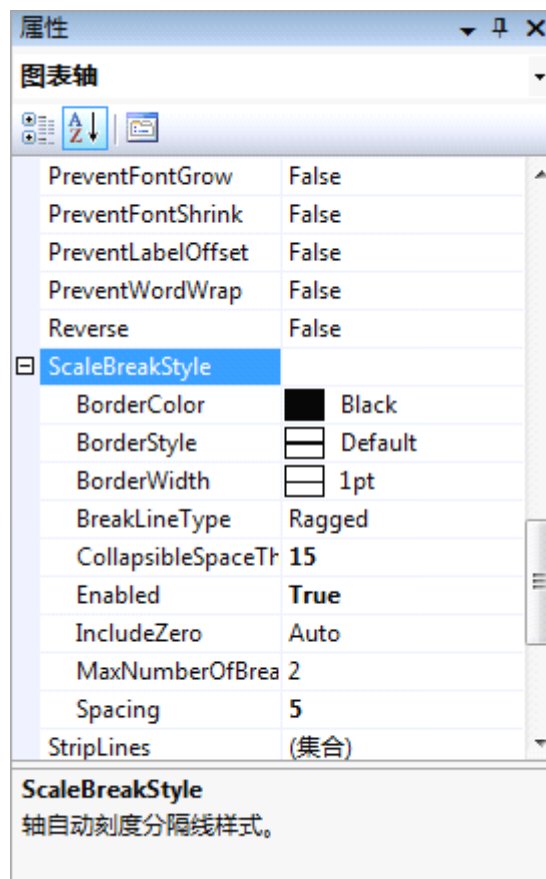 属性
图表轴
PreventFontGrow False
PreventFontShrink False
PreventLabelOffset False
PreventWordWrap False
Reverse False
ScaleBreakStyle
BorderColor Black
BorderStyle Default
BorderWidth 1pt
BreakLineType Ragged
CollapsibleSpaceTh 15
Enabled True
IncludeZero Auto
MaxNumberOfBrea 2
Spacing 5
StripLines (集合)
ScaleBreakStyle
轴自动刻度分隔线样式。